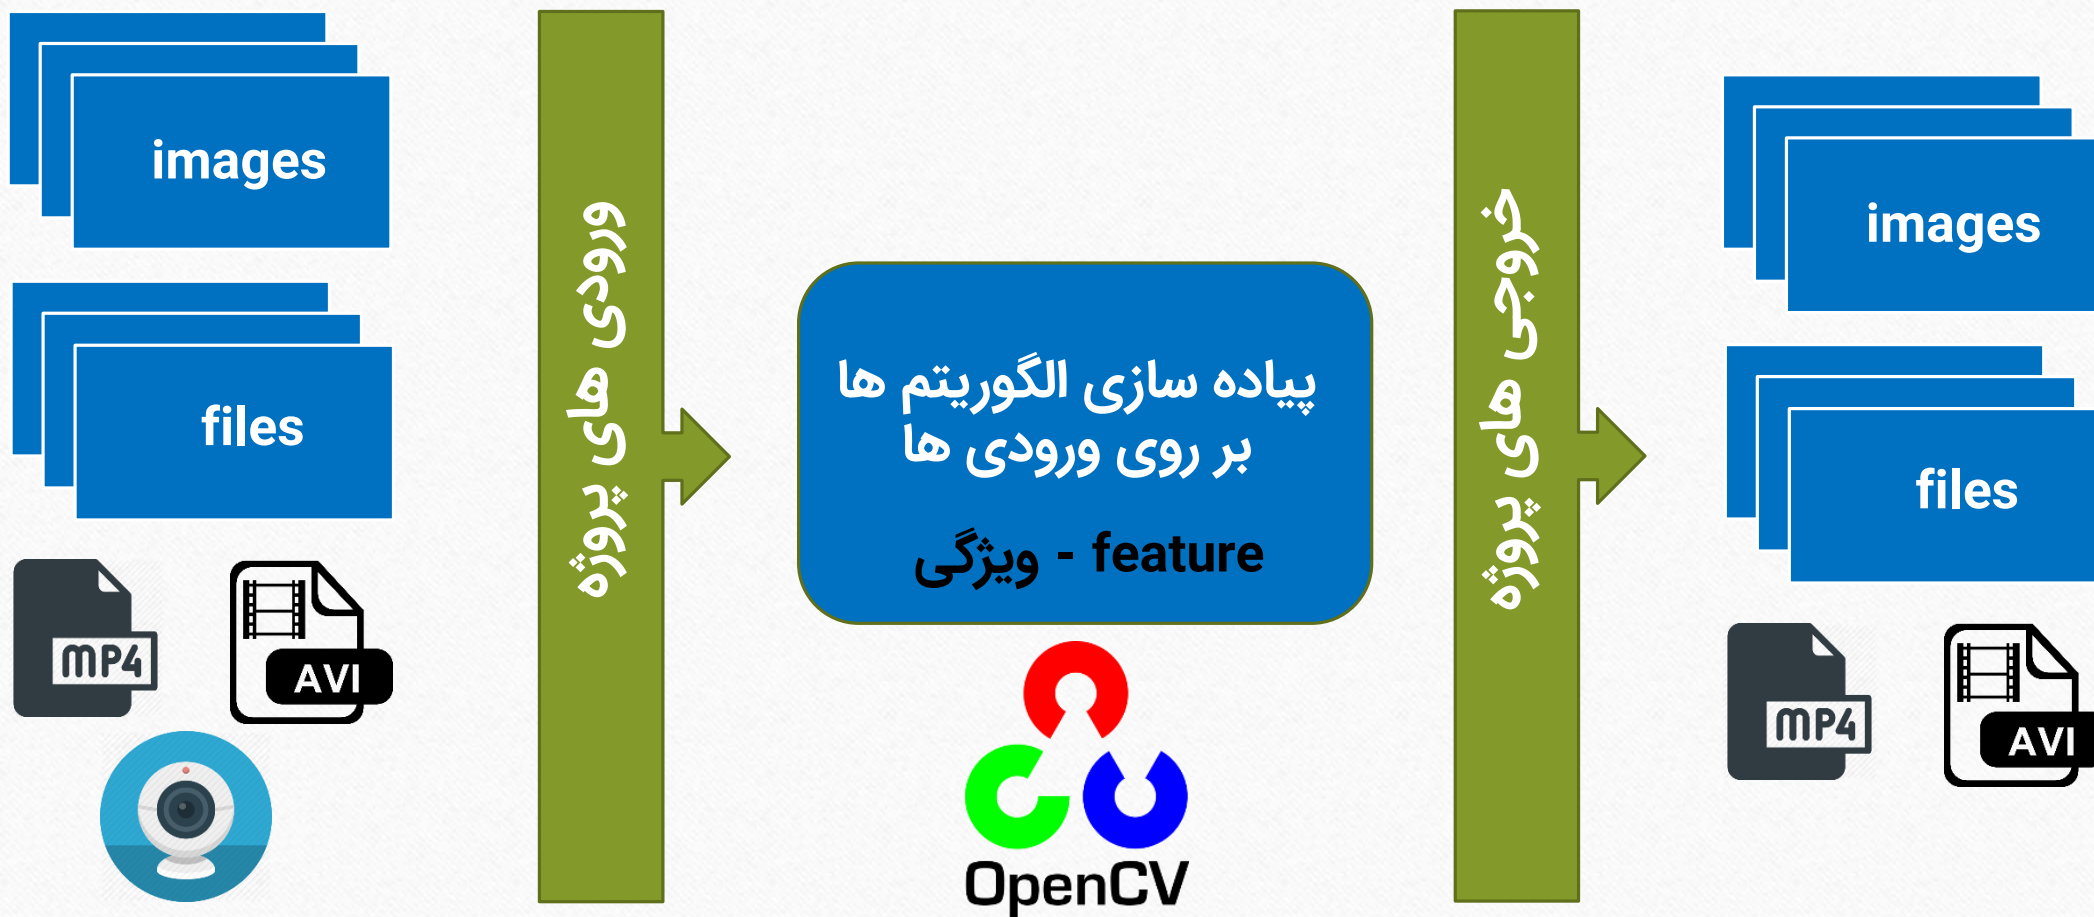 images
files
MP4
AVI
ورودی های پروژه
پیاده سازی الگوریتم ها
بر روی ورودی ها
ویژگی - feature
OpenCV
خروجی های پروژه
images
files
MP4
AVI